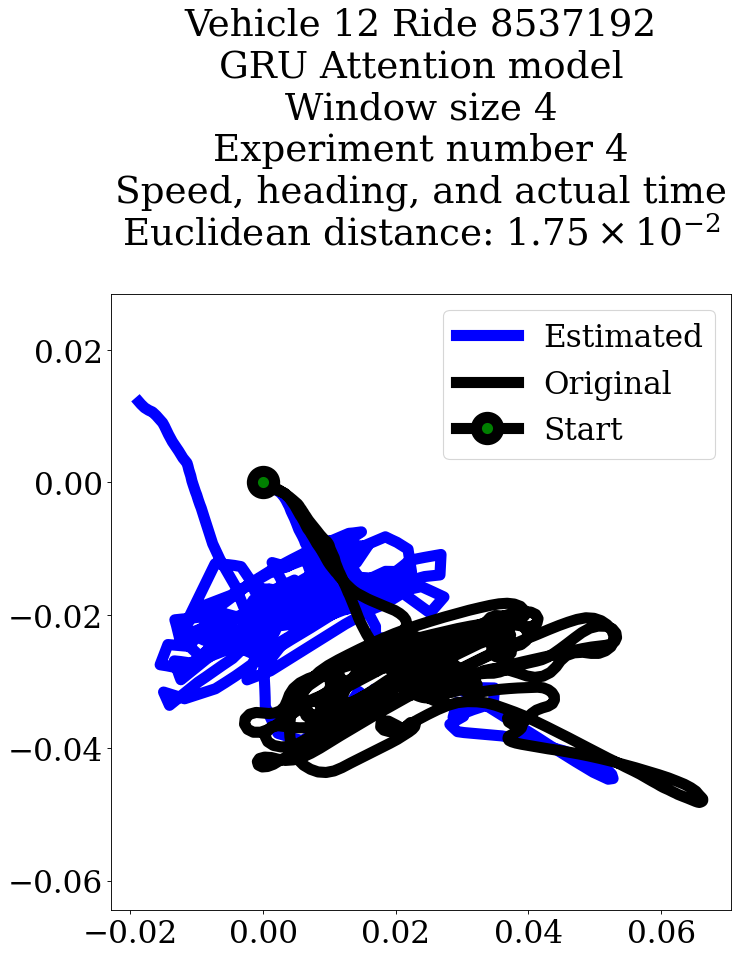 Vehicle 12 Ride 8537192
GRU Attention model
Window size 4
Experiment number 4
Speed, heading, and actual time
Euclidean distance: 1.75 × 10⁻²
Estimated
Original
Start
0.02
0.00
−0.02
−0.04
−0.06
−0.02 0.00 0.02 0.04 0.06